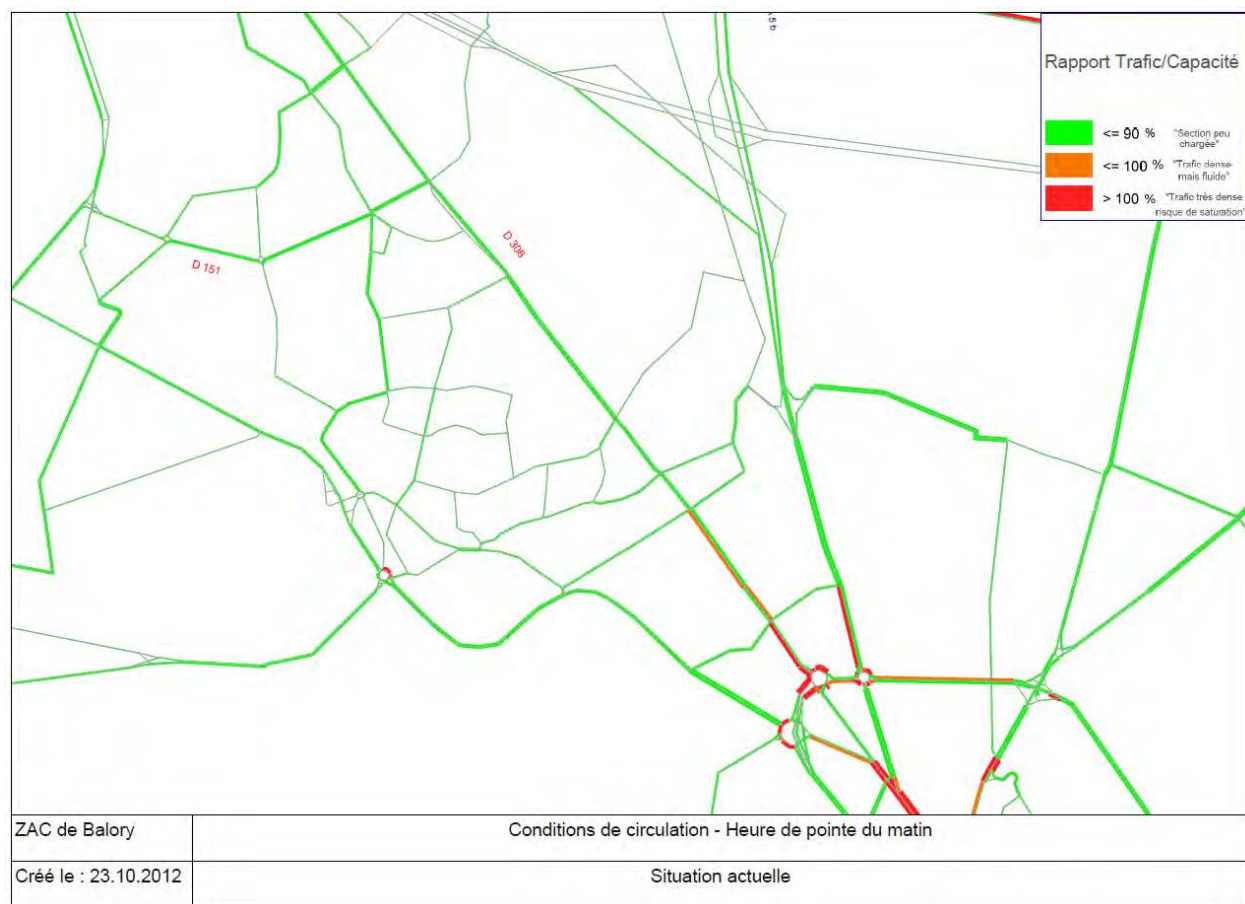 5 b
Rapport Trafic/Capacité
<= 90 % "Section peu
chargée"
<= 100 % "Trafic dense
mais fluide"
> 100 % "Trafic très dense
risque de saturation"
D 306
D 151
ZAC de Balory
Conditions de circulation - Heure de pointe du matin
Créé le : 23.10.2012
Situation actuelle